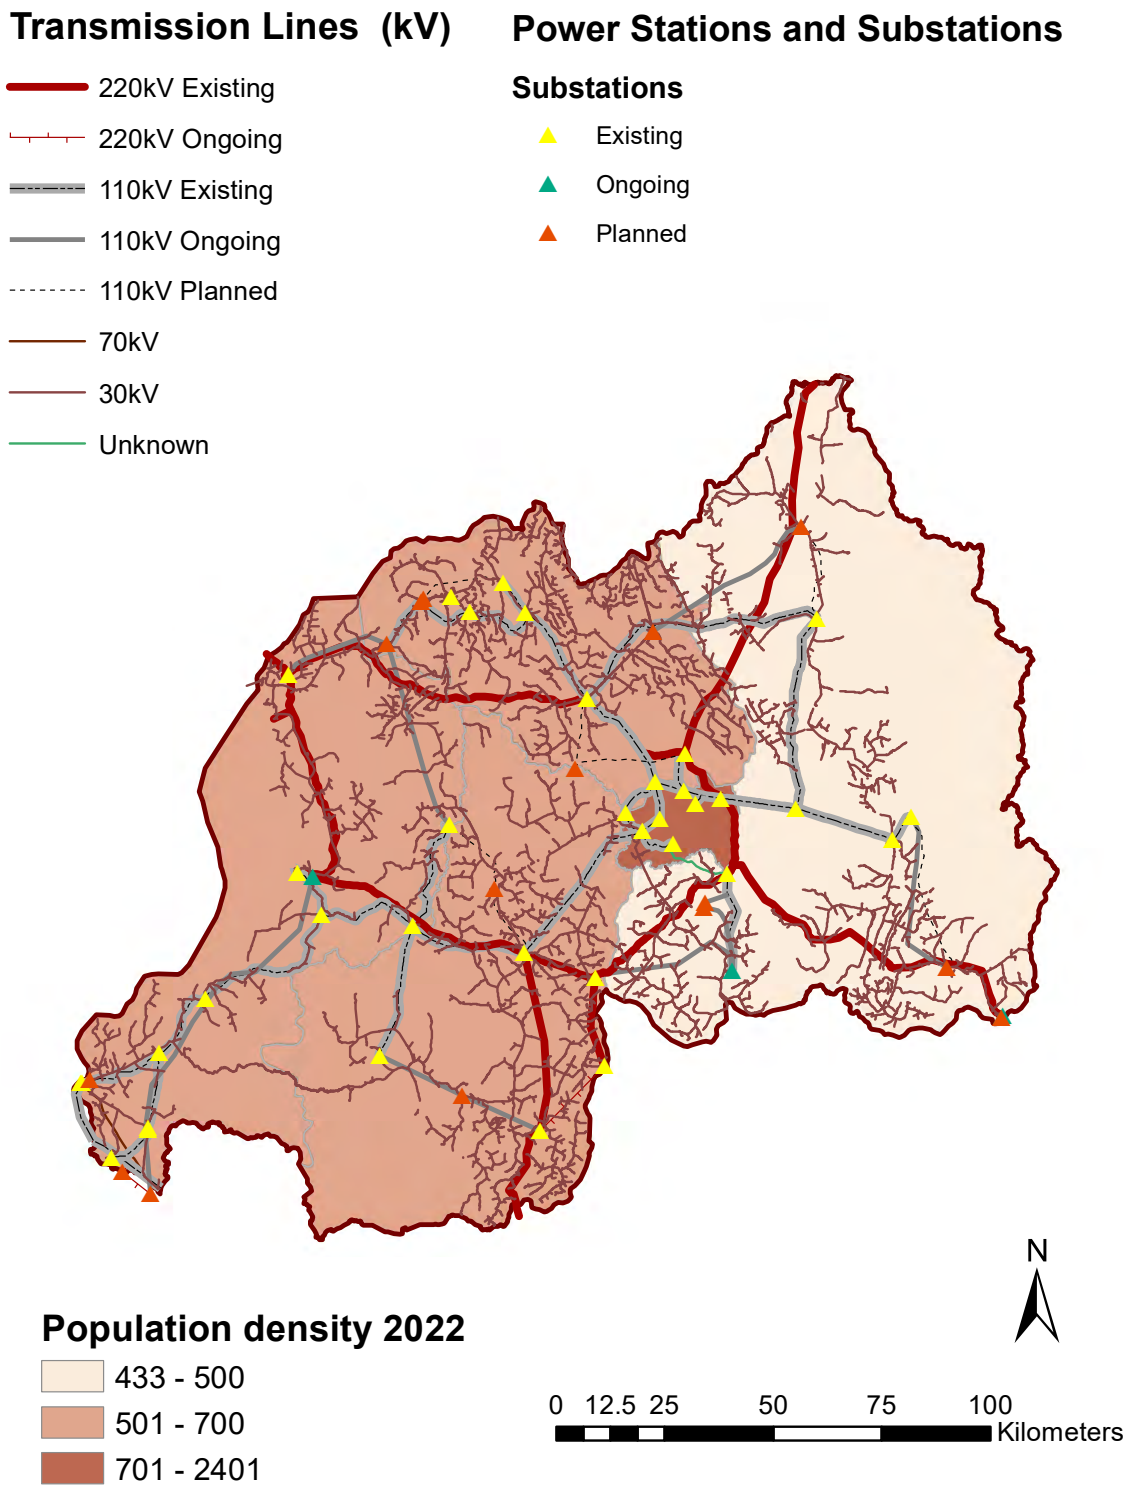 Transmission Lines (kV)
220kV Existing
220kV Ongoing
110kV Existing
110kV Ongoing
110kV Planned
70kV
30kV
Unknown
Power Stations and Substations
Substations
Existing
Ongoing
Planned
N
Population density 2022
433 - 500
501 - 700
701 - 2401
0 12.5 25 50 75 100
Kilometers